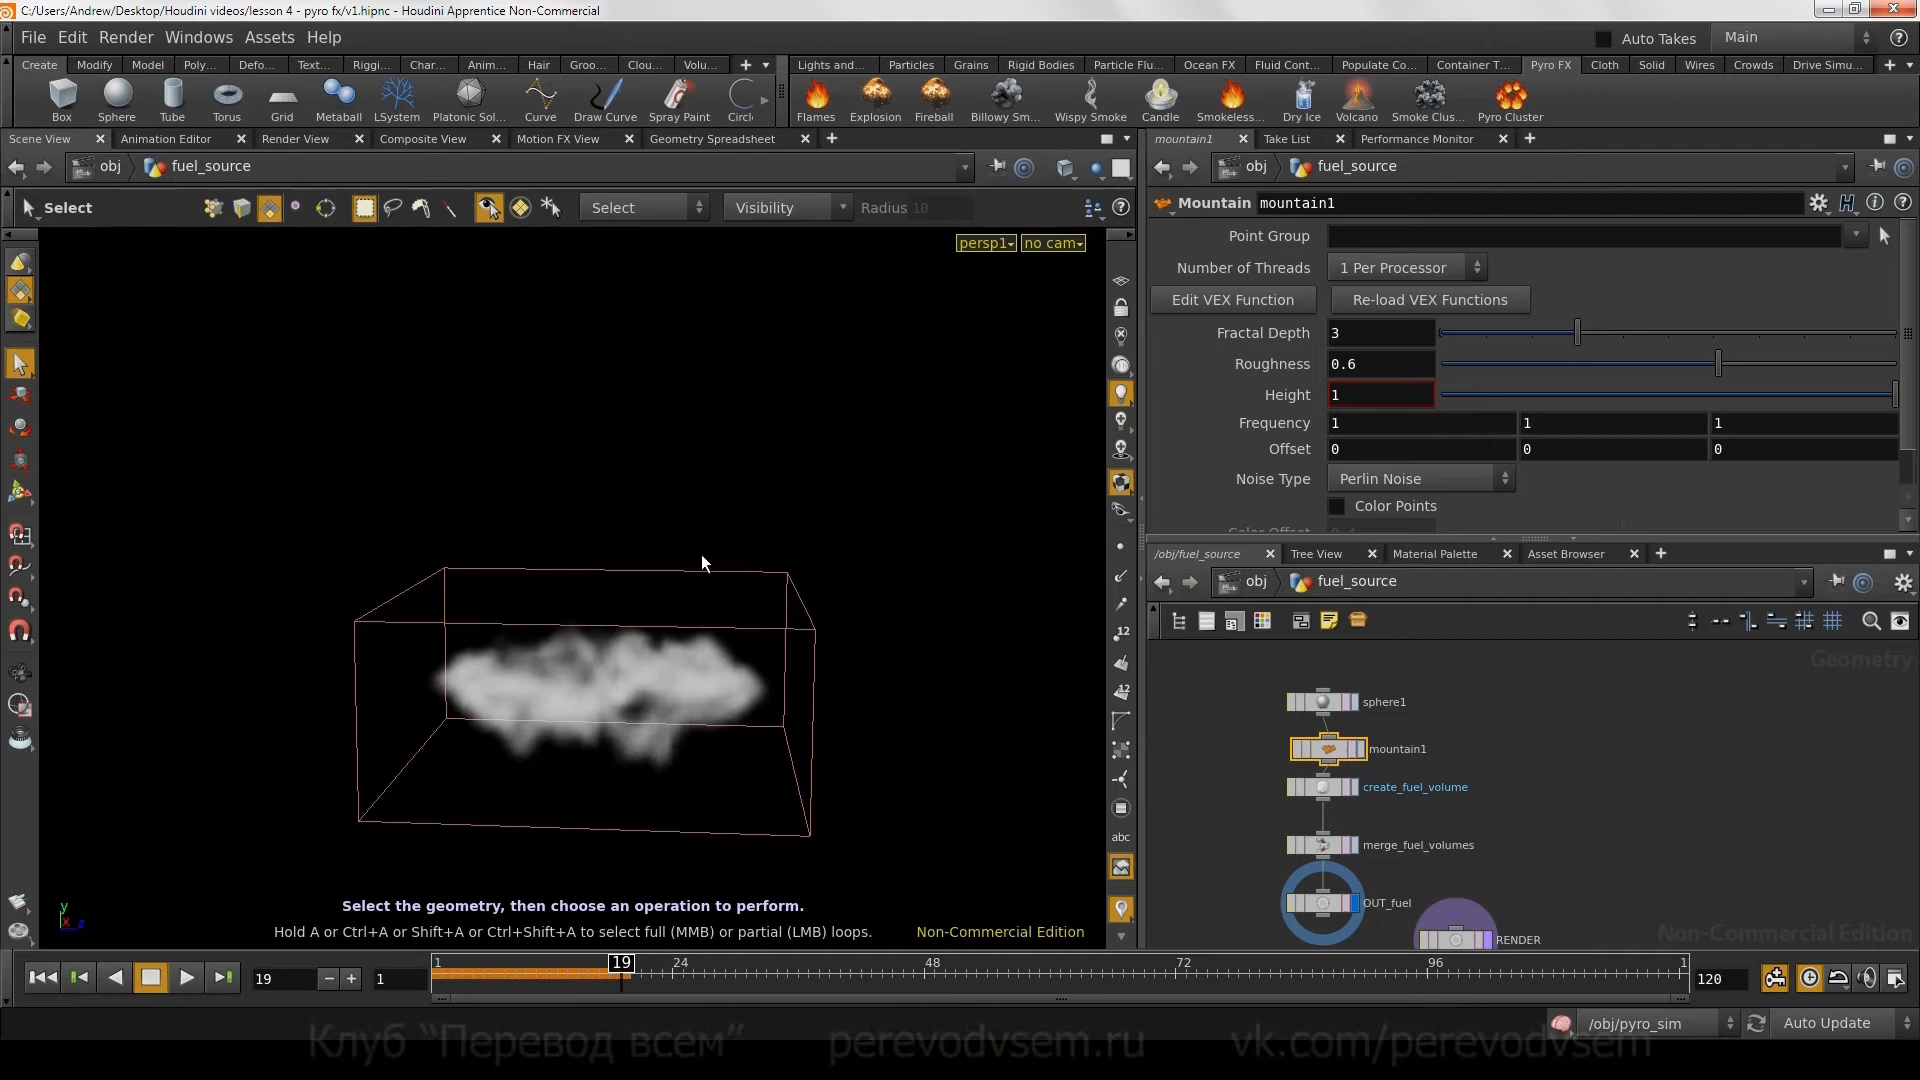 C:/Users/Andrew/Desktop/Houdini videos/lesson 4 - pyro fx/v1.hipnc - Houdini Apprentice Non-Commercial
File Edit Render Windows Assets Help
Auto Takes Main
Create Modify Model Poly... Defo... Text... Riggi... Char... Anim... Hair Groo... Clou... Volu...
Lights and... Particles Grains Rigid Bodies Particle Flu... Ocean FX Fluid Cont... Populate Co... Container T... Pyro FX Cloth Solid Wires Crowds Drive Simu...
Box Sphere Tube Torus Grid Metaball LSystem Platonic Sol... Curve Draw Curve Spray Paint Circl
Flames Explosion Fireball Billowy Sm... Wispy Smoke Candle Smokeless... Dry Ice Volcano Smoke Clus... Pyro Cluster
Scene View Animation Editor Render View Composite View Motion FX View Geometry Spreadsheet
mountain1 Take List Performance Monitor
obj fuel_source
obj fuel_source
Select Select Visibility Radius 10
Mountain mountain1
persp1 no cam
Point Group
Number of Threads 1 Per Processor
Edit VEX Function Re-load VEX Functions
Fractal Depth 3
Roughness 0.6
Height 1
Frequency 1 1 1
Offset 0 0 0
Noise Type Perlin Noise
Color Points
/obj/fuel_source Tree View Material Palette Asset Browser
obj fuel_source
12
12
abc
Geometry
sphere1
mountain1
create_fuel_volume
merge_fuel_volumes
OUT_fuel
RENDER
Non-Commercial Edition
y
x z
Select the geometry, then choose an operation to perform.
Hold A or Ctrl+A or Shift+A or Ctrl+Shift+A to select full (MMB) or partial (LMB) loops.
Non-Commercial Edition
19 1
1 19 24 48 72 96 1
120
/obj/pyro_sim Auto Update
Клуб “Перевод всем” perevodvsem.ru vk.com/perevodvsem